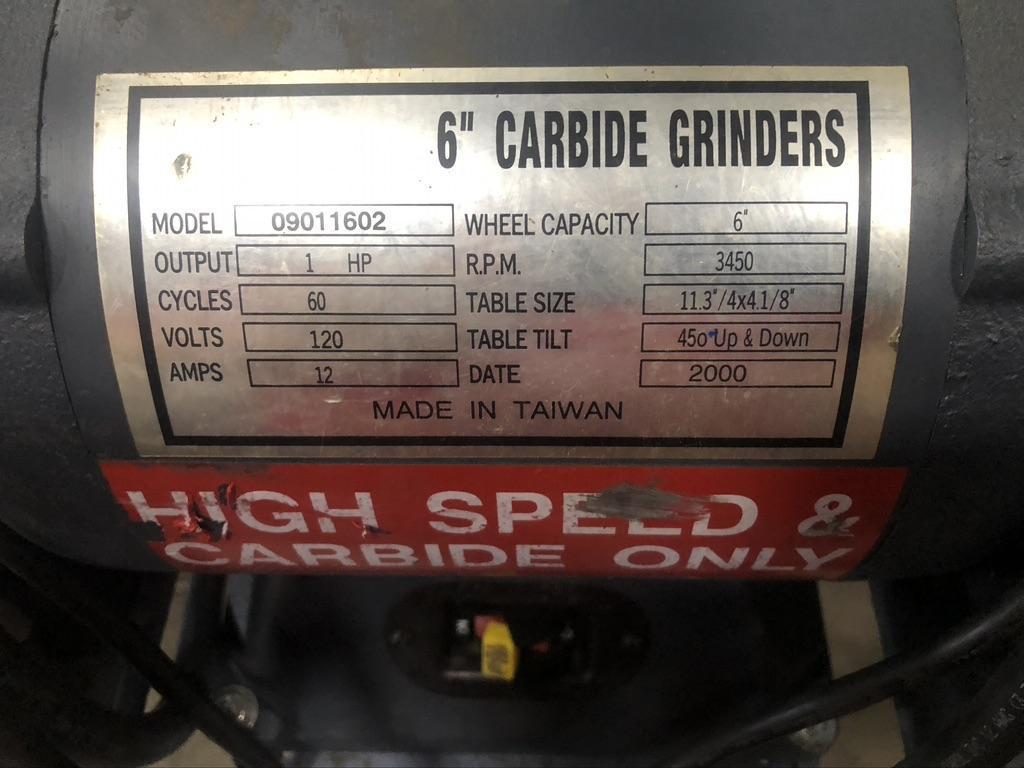 6" CARBIDE GRINDERS
MODEL 09011602 WHEEL CAPACITY 6"
OUTPUT 1 HP R.P.M. 3450
CYCLES 60 TABLE SIZE 11.3"/4x4.1/8"
VOLTS 120 TABLE TILT 45o Up & Down
AMPS 12 DATE 2000
MADE IN TAIWAN
HIGH SPEED &
CARBIDE ONLY